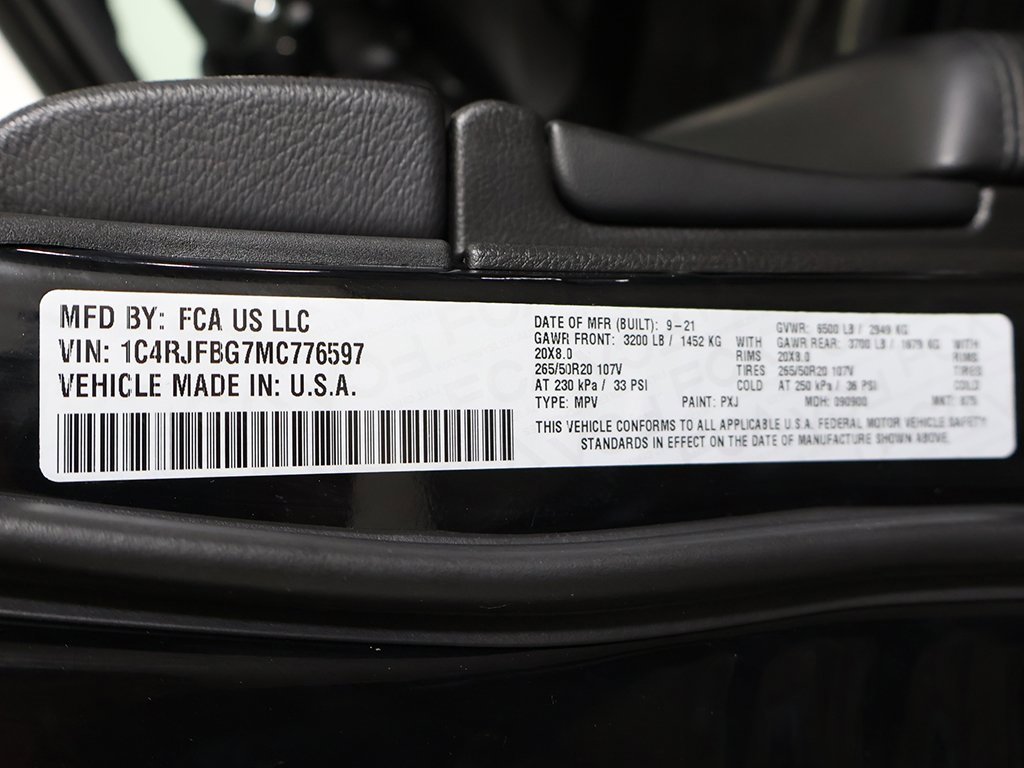 MFD BY: FCA US LLC
VIN: 1C4RJFBG7MC776597
VEHICLE MADE IN: U.S.A.
DATE OF MFR (BUILT): 9-21 GVWR: 6500 LB / 2949 KG
GAWR FRONT: 3200 LB / 1452 KG WITH GAWR REAR: 3700 LB / 1679 KG WITH
20X8.0 RIMS 20X8.0 RIMS
265/50R20 107V TIRES 265/50R20 107V TIRES
AT 230 kPa / 33 PSI COLD AT 250 kPa / 36 PSI COLD
TYPE: MPV PAINT: PXJ MDH: 090900 MKT:
THIS VEHICLE CONFORMS TO ALL APPLICABLE U.S.A. FEDERAL MOTOR VEHICLE SAFETY
STANDARDS IN EFFECT ON THE DATE OF MANUFACTURE SHOWN ABOVE.